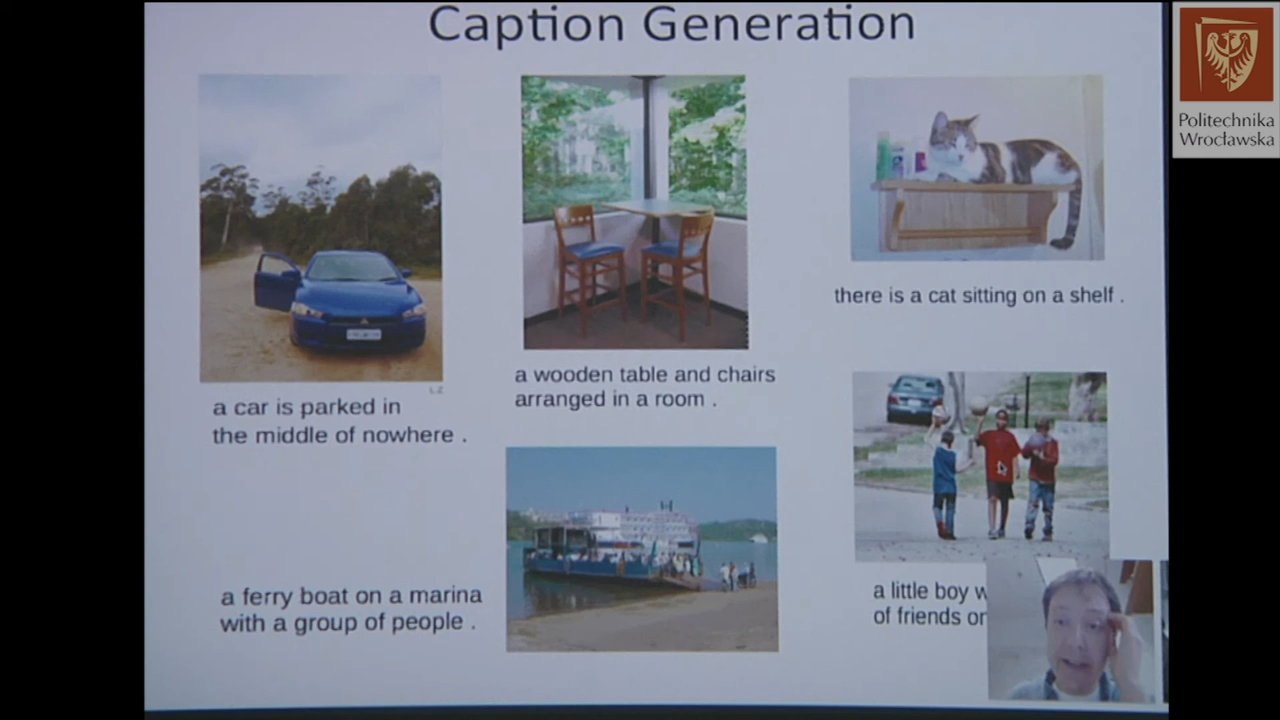 Caption Generation
Politechnika
Wrocławska
there is a cat sitting on a shelf .
a wooden table and chairs
arranged in a room .
LZ
a car is parked in
the middle of nowhere .
a ferry boat on a marina
with a group of people .
a little boy
of friends